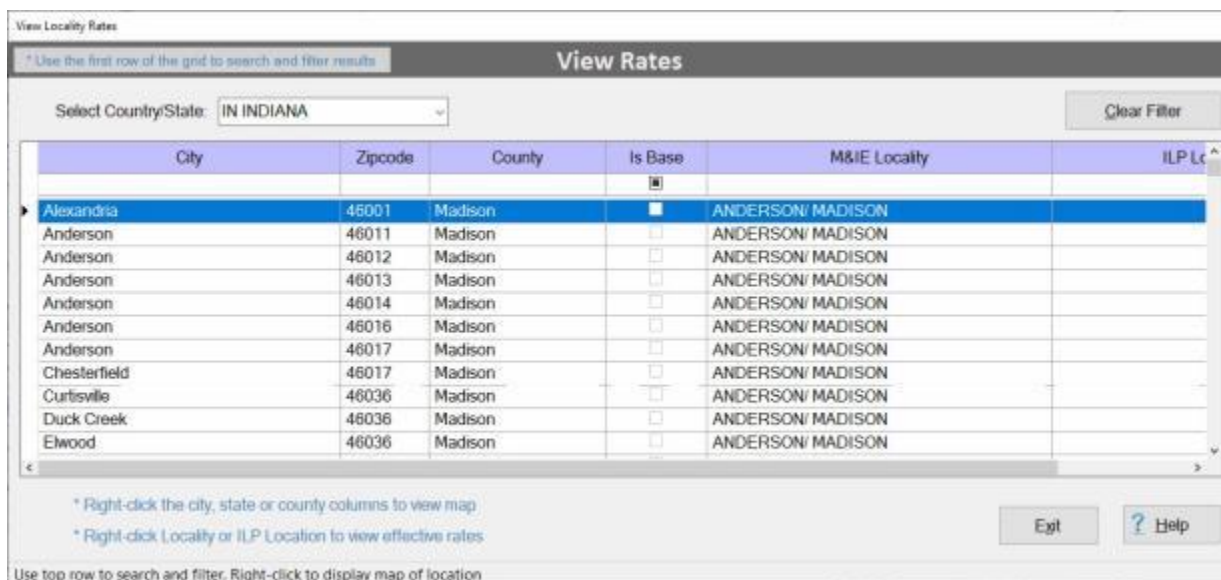 View Locality Rates
* Use the first row of the grid to search and filter results View Rates
Select Country/State: IN INDIANA Clear Filter
City Zipcode County Is Base M&IE Locality ILP Lc
Alexandria 46001 Madison ANDERSON/ MADISON
Anderson 46011 Madison ANDERSON/ MADISON
Anderson 46012 Madison ANDERSON/ MADISON
Anderson 46013 Madison ANDERSON/ MADISON
Anderson 46014 Madison ANDERSON/ MADISON
Anderson 46016 Madison ANDERSON/ MADISON
Anderson 46017 Madison ANDERSON/ MADISON
Chesterfield 46017 Madison ANDERSON/ MADISON
Curtisville 46036 Madison ANDERSON/ MADISON
Duck Creek 46036 Madison ANDERSON/ MADISON
Elwood 46036 Madison ANDERSON/ MADISON
* Right-click the city, state or county columns to view map
* Right-click Locality or ILP Location to view effective rates
Exit ? Help
Use top row to search and filter. Right-click to display map of location